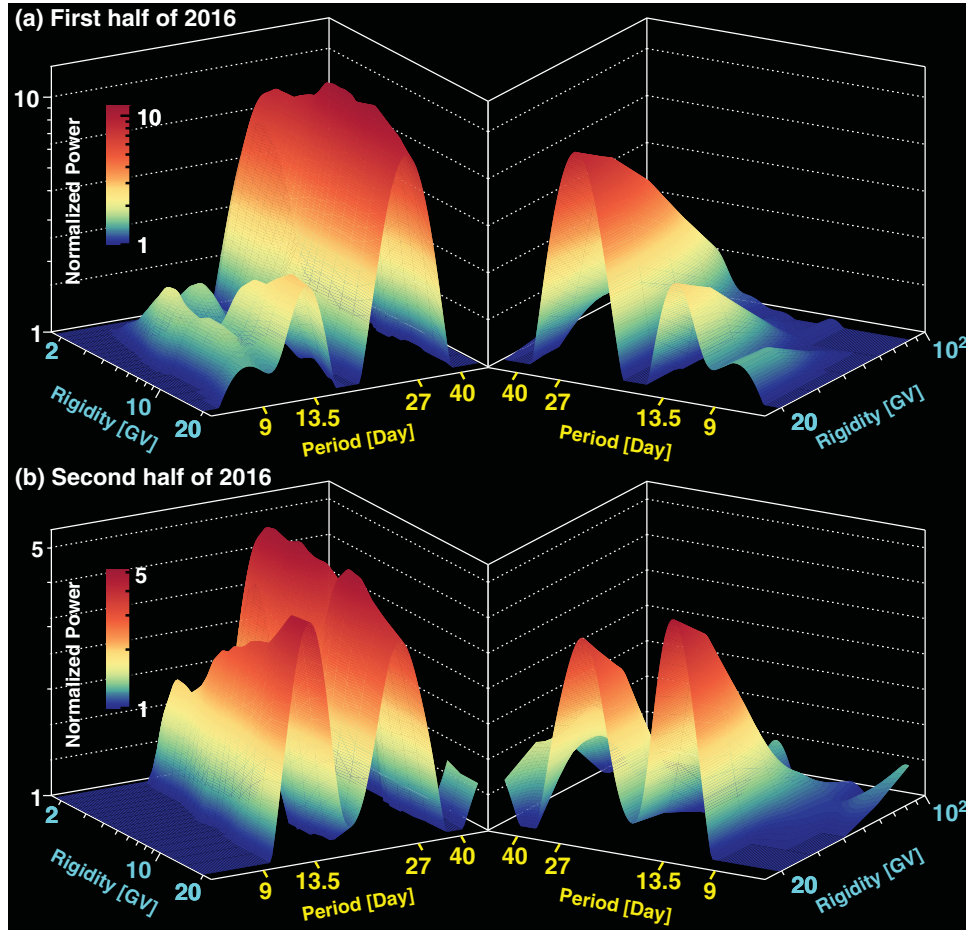 (a) First half of 2016
10
Normalized Power
10
1
1
2
Rigidity [GV]
10
20
9
13.5
27
40
Period [Day]
40
27
13.5
9
Period [Day]
20
Rigidity [GV]
10²
(b) Second half of 2016
5
Normalized Power
5
1
1
2
Rigidity [GV]
10
20
9
13.5
27
40
Period [Day]
40
27
13.5
9
Period [Day]
20
Rigidity [GV]
10²